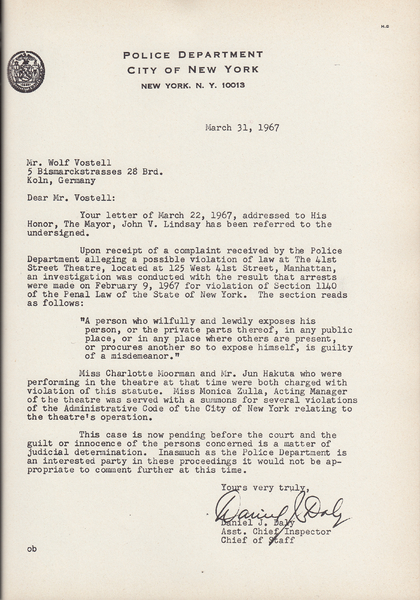 POLICE DEPARTMENT
CITY OF NEW YORK
NEW YORK, N. Y. 10013
March 31, 1967
Mr. Wolf Vostell
5 Bismarckstrasses 28 Brd.
Koln, Germany
Dear Mr. Vostell:
Your letter of March 22, 1967, addressed to His
Honor, The Mayor, John V. Lindsay has been referred to the
undersigned.
Upon receipt of a complaint received by the Police
Department alleging a possible violation of law at The 41st
Street Theatre, located at 125 West 41st Street, Manhattan,
an investigation was conducted with the result that arrests
were made on February 9, 1967 for violation of Section 1140
of the Penal Law of the State of New York. The section reads
as follows:
"A person who wilfully and lewdly exposes his
person, or the private parts thereof, in any public
place, or in any place where others are present,
or procures another so to expose himself, is guilty
of a misdemeanor."
Miss Charlotte Moorman and Mr. Jun Hakuta who were
performing in the theatre at that time were both charged with
violation of this statute. Miss Monica Zulla, Acting Manager
of the theatre was served with a summons for several violations
of the Administrative Code of the City of New York relating to
the theatre's operation.
This case is now pending before the court and the
guilt or innocence of the persons concerned is a matter of
judicial determination. Inasmuch as the Police Department is
an interested party in these proceedings it would not be ap-
propriate to comment further at this time.
Yours very truly,
Daniel J. Daly
Daniel J. Daly
Asst. Chief Inspector
Chief of Staff
ob